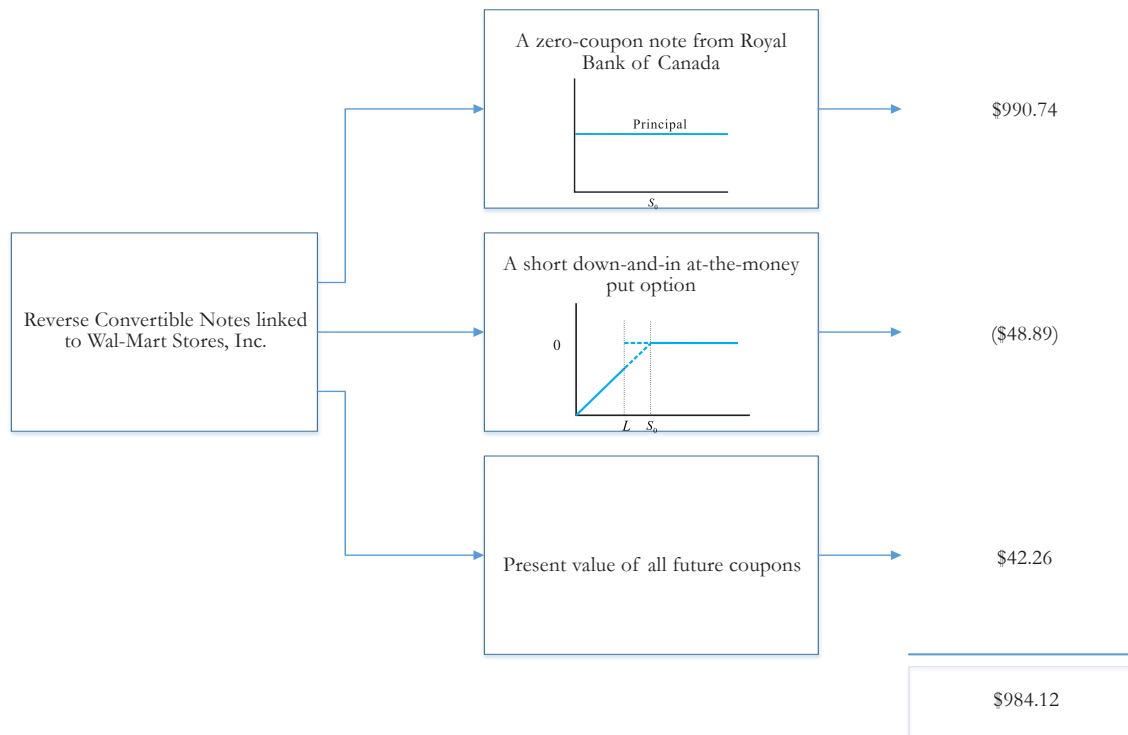 A zero-coupon note from Royal
Bank of Canada
Principal
S₀
$990.74
Reverse Convertible Notes linked
to Wal-Mart Stores, Inc.
A short down-and-in at-the-money
put option
0
L S₀
($48.89)
Present value of all future coupons
$42.26
$984.12